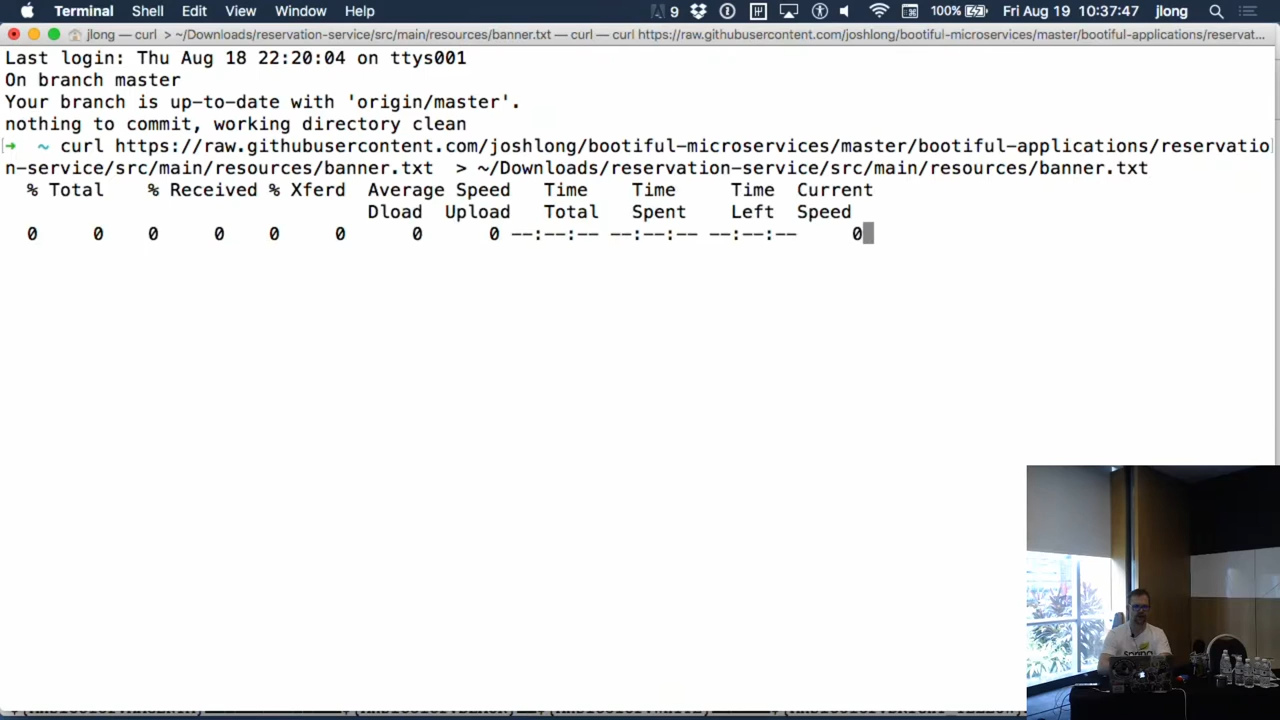 Terminal Shell Edit View Window Help 9 100% Fri Aug 19 10:37:47 jlong
jlong — curl > ~/Downloads/reservation-service/src/main/resources/banner.txt — curl — curl https://raw.githubusercontent.com/joshlong/bootiful-microservices/master/bootiful-applications/reservat...
Last login: Thu Aug 18 22:20:04 on ttys001
On branch master
Your branch is up-to-date with 'origin/master'.
nothing to commit, working directory clean
[➜ ~ curl https://raw.githubusercontent.com/joshlong/bootiful-microservices/master/bootiful-applications/reservatio]
n-service/src/main/resources/banner.txt > ~/Downloads/reservation-service/src/main/resources/banner.txt
% Total % Received % Xferd Average Speed Time Time Time Current
Dload Upload Total Spent Left Speed
0 0 0 0 0 0 0 0 --:--:-- --:--:-- --:--:-- 0